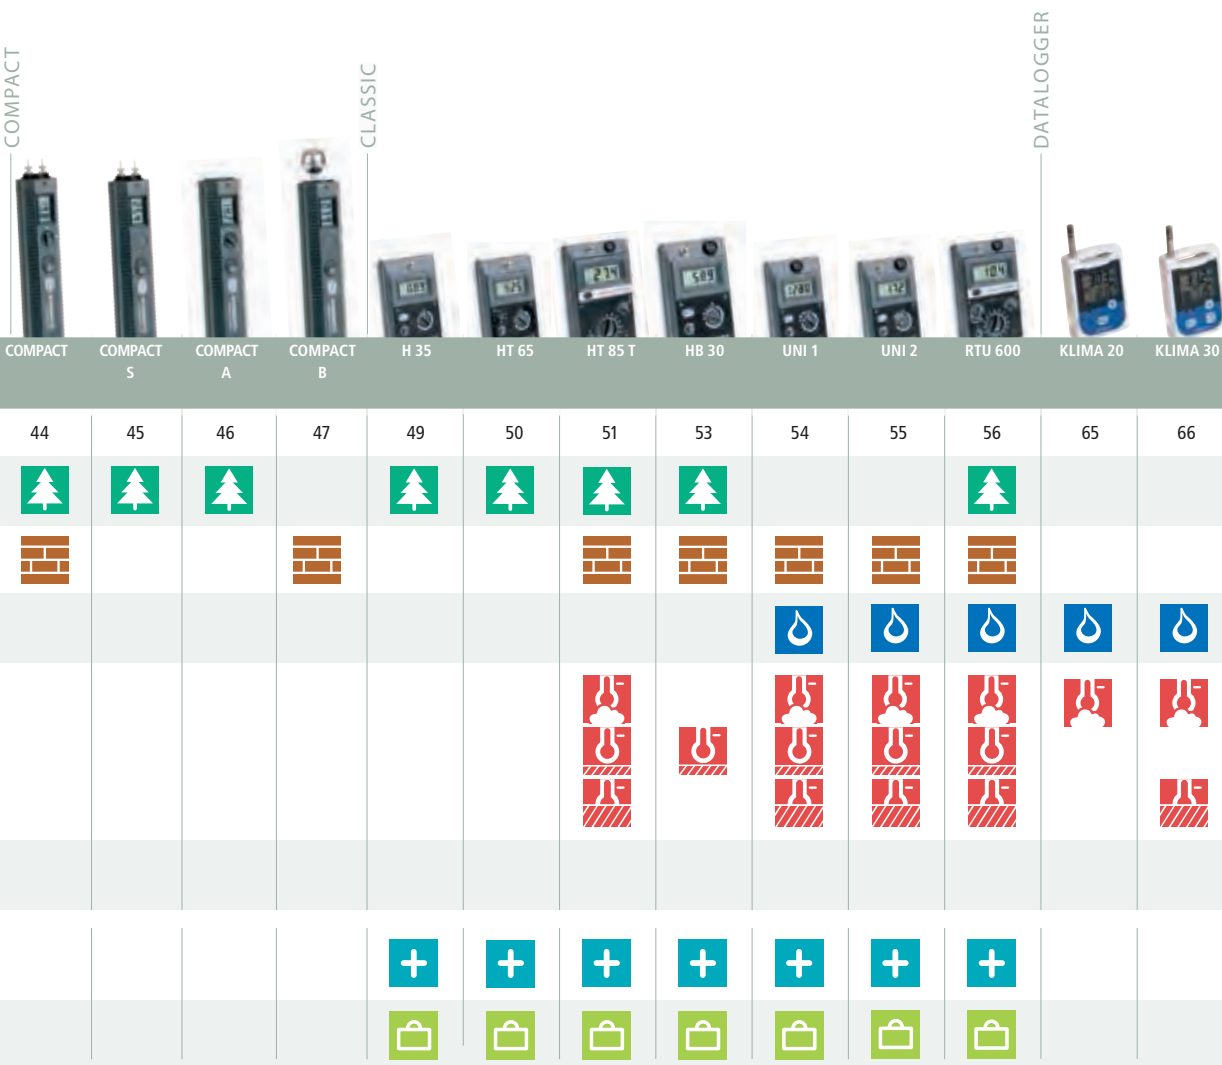 COMPACT
CLASSIC
DATALOGGER
COMPACT COMPACT COMPACT COMPACT H 35 HT 65 HT 85 T HB 30 UNI 1 UNI 2 RTU 600 KLIMA 20 KLIMA 30
S A B
44 45 46 47 49 50 51 53 54 55 56 65 66